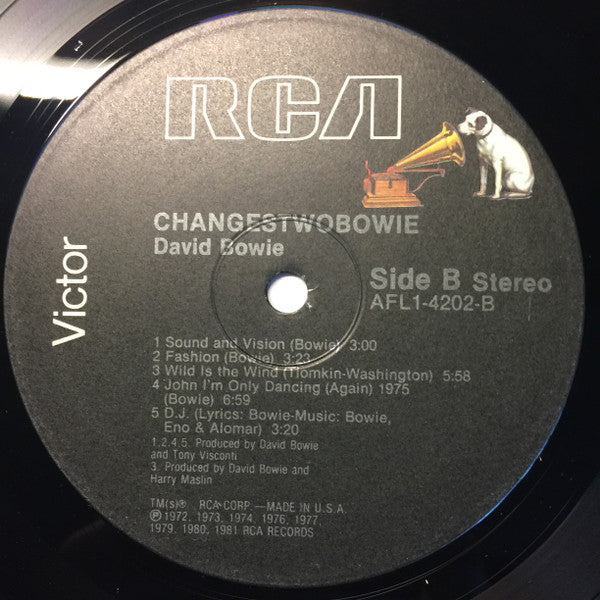 RCA
Victor
CHANGESTWOBOWIE
David Bowie
Side B Stereo
AFL1-4202-B
1 Sound and Vision (Bowie) 3:00
2 Fashion (Bowie) 3:23
3 Wild Is the Wind (Tiomkin-Washington) 5:58
4 John I'm Only Dancing (Again) 1975
(Bowie) 6:59
5 D.J. (Lyrics: Bowie-Music: Bowie,
Eno & Alomar) 3:20
1.2.4.5. Produced by David Bowie
and Tony Visconti
3. Produced by David Bowie and
Harry Maslin
TM(s)® RCA CORP.—MADE IN U.S.A.
℗ 1972, 1973, 1974, 1976, 1977,
1979, 1980, 1981 RCA RECORDS